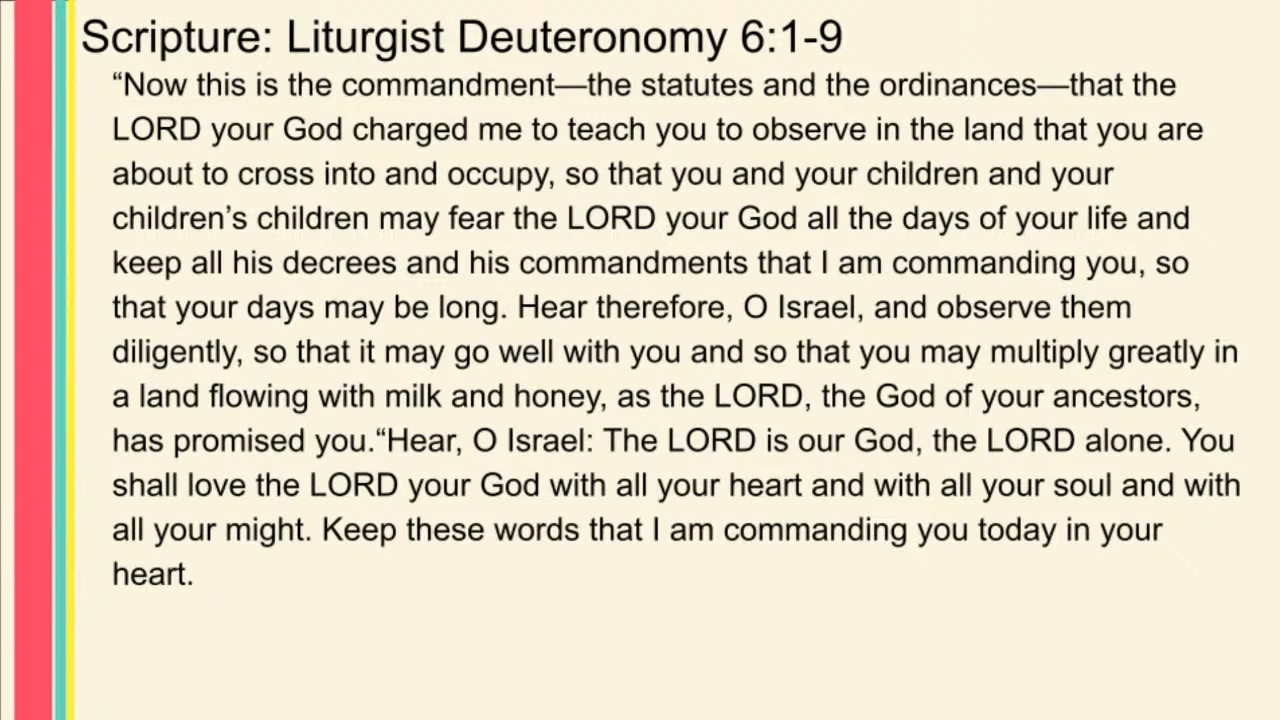 Scripture: Liturgist Deuteronomy 6:1-9
“Now this is the commandment—the statutes and the ordinances—that the
LORD your God charged me to teach you to observe in the land that you are
about to cross into and occupy, so that you and your children and your
children’s children may fear the LORD your God all the days of your life and
keep all his decrees and his commandments that I am commanding you, so
that your days may be long. Hear therefore, O Israel, and observe them
diligently, so that it may go well with you and so that you may multiply greatly in
a land flowing with milk and honey, as the LORD, the God of your ancestors,
has promised you.“Hear, O Israel: The LORD is our God, the LORD alone. You
shall love the LORD your God with all your heart and with all your soul and with
all your might. Keep these words that I am commanding you today in your
heart.